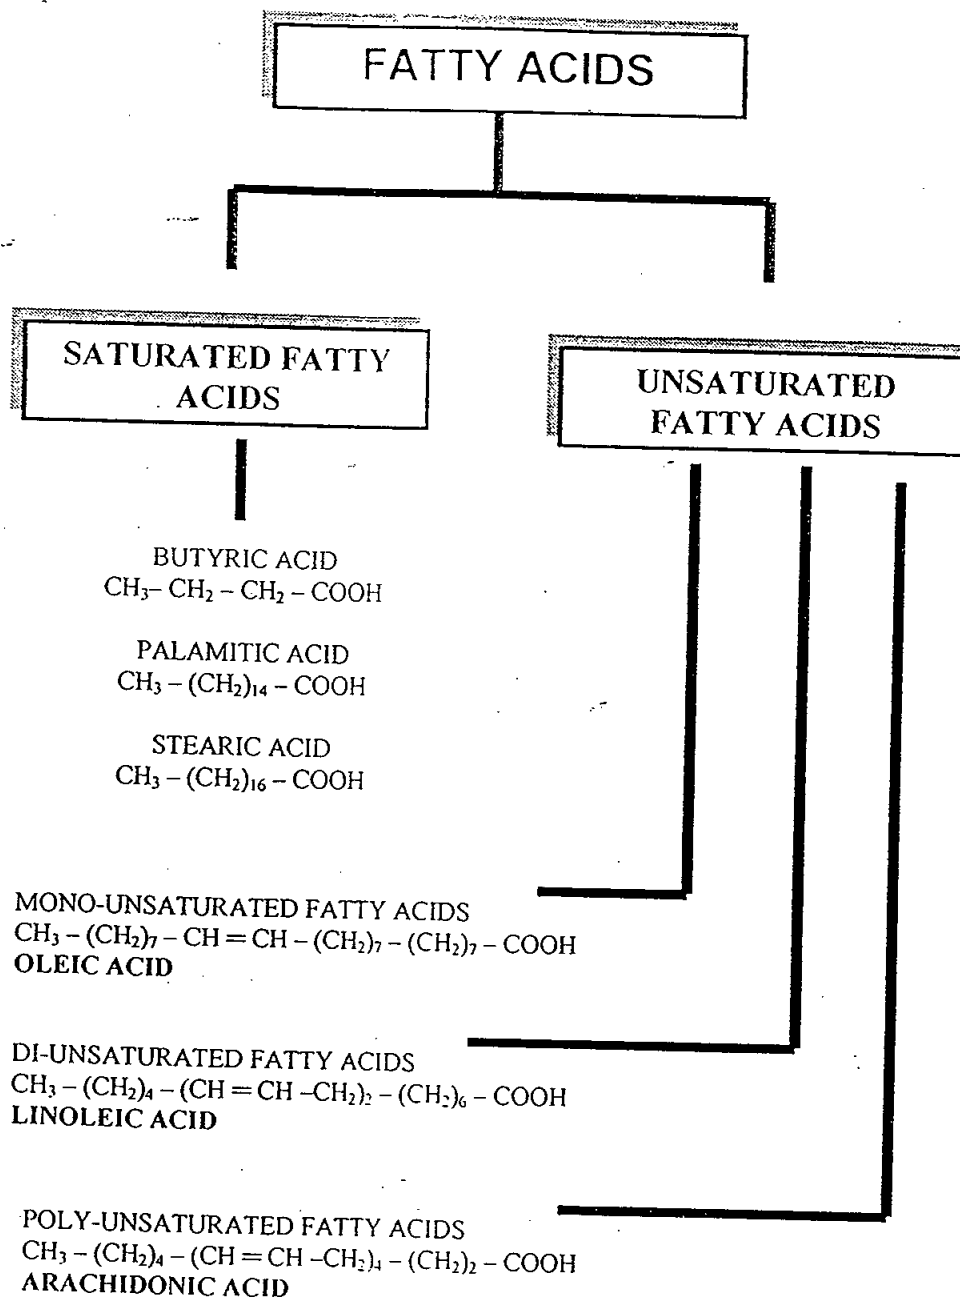 FATTY ACIDS
SATURATED FATTY
ACIDS
UNSATURATED
FATTY ACIDS
BUTYRIC ACID
CH₃– CH₂ – CH₂ – COOH
PALAMITIC ACID
CH₃ – (CH₂)₁₄ – COOH
STEARIC ACID
CH₃ – (CH₂)₁₆ – COOH
MONO-UNSATURATED FATTY ACIDS
CH₃ – (CH₂)₇ – CH = CH – (CH₂)₇ – (CH₂)₇ – COOH
OLEIC ACID
DI-UNSATURATED FATTY ACIDS
CH₃ – (CH₂)₄ – (CH = CH –CH₂)₂ – (CH₂)₆ – COOH
LINOLEIC ACID
POLY-UNSATURATED FATTY ACIDS
CH₃ – (CH₂)₄ – (CH = CH –CH₂)₄ – (CH₂)₂ – COOH
ARACHIDONIC ACID